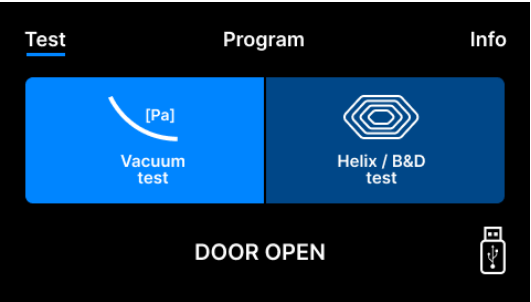 Test Program Info
[Pa]
Vacuum
test
Helix / B&D
test
DOOR OPEN